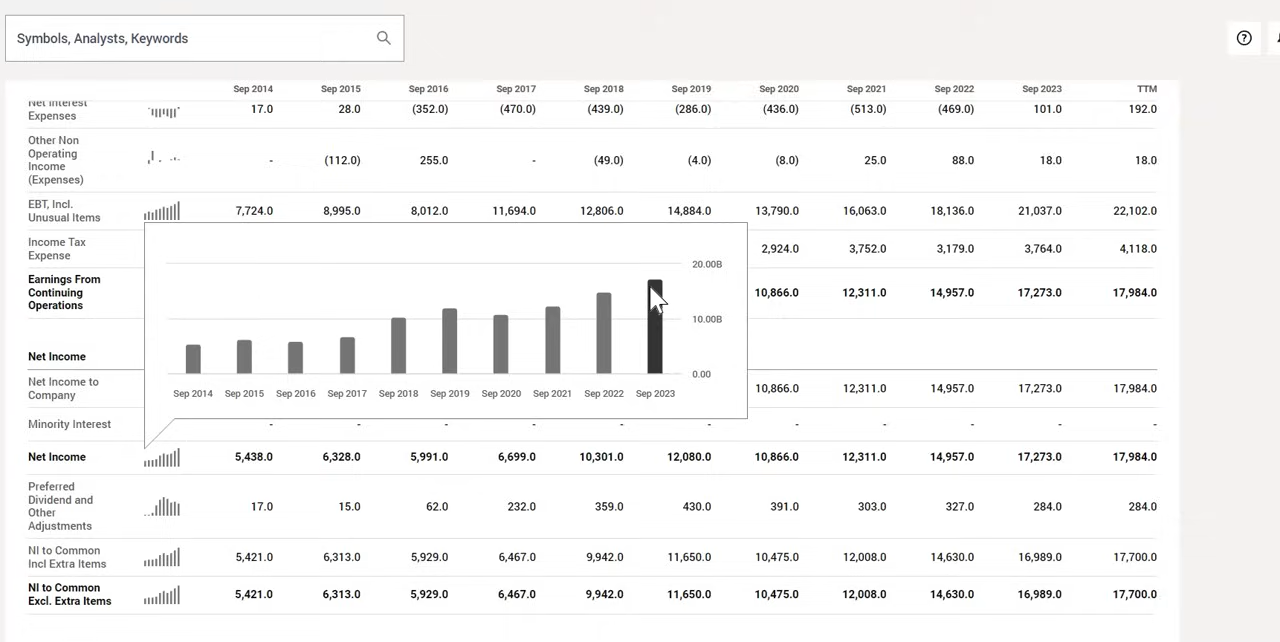 Symbols, Analysts, Keywords
Sep 2014 Sep 2015 Sep 2016 Sep 2017 Sep 2018 Sep 2019 Sep 2020 Sep 2021 Sep 2022 Sep 2023 TTM
Net Interest
Expenses 17.0 28.0 (352.0) (470.0) (439.0) (286.0) (436.0) (513.0) (469.0) 101.0 192.0
Other Non
Operating
Income
(Expenses) - (112.0) 255.0 - (49.0) (4.0) (8.0) 25.0 88.0 18.0 18.0
EBT, Incl.
Unusual Items 7,724.0 8,995.0 8,012.0 11,694.0 12,806.0 14,884.0 13,790.0 16,063.0 18,136.0 21,037.0 22,102.0
Income Tax
Expense 2,924.0 3,752.0 3,179.0 3,764.0 4,118.0
Earnings From
Continuing
Operations 10,866.0 12,311.0 14,957.0 17,273.0 17,984.0
20.00B
10.00B
0.00
Sep 2014 Sep 2015 Sep 2016 Sep 2017 Sep 2018 Sep 2019 Sep 2020 Sep 2021 Sep 2022 Sep 2023
Net Income
Net Income to
Company 10,866.0 12,311.0 14,957.0 17,273.0 17,984.0
Minority Interest - - - - - - - - - - -
Net Income 5,438.0 6,328.0 5,991.0 6,699.0 10,301.0 12,080.0 10,866.0 12,311.0 14,957.0 17,273.0 17,984.0
Preferred
Dividend and
Other
Adjustments 17.0 15.0 62.0 232.0 359.0 430.0 391.0 303.0 327.0 284.0 284.0
NI to Common
Incl Extra Items 5,421.0 6,313.0 5,929.0 6,467.0 9,942.0 11,650.0 10,475.0 12,008.0 14,630.0 16,989.0 17,700.0
NI to Common
Excl. Extra Items 5,421.0 6,313.0 5,929.0 6,467.0 9,942.0 11,650.0 10,475.0 12,008.0 14,630.0 16,989.0 17,700.0